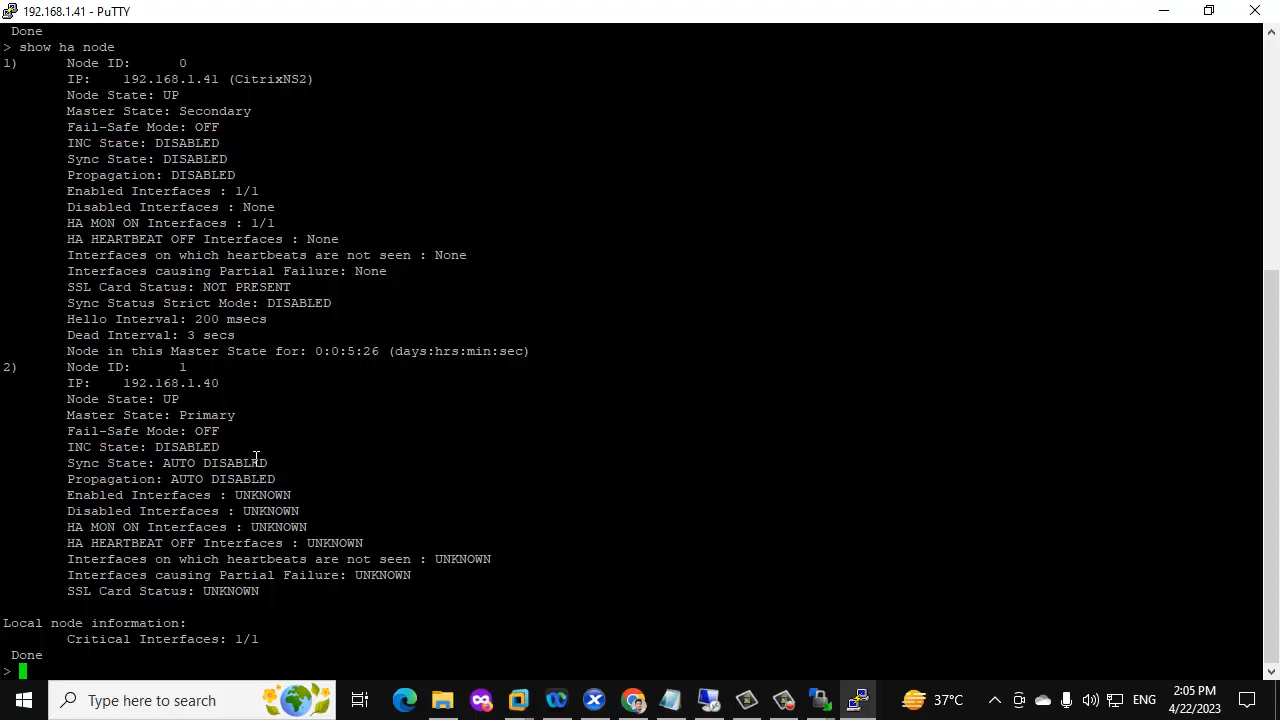 192.168.1.41 - PuTTY
Done
> show ha node
1) Node ID: 0
IP: 192.168.1.41 (CitrixNS2)
Node State: UP
Master State: Secondary
Fail-Safe Mode: OFF
INC State: DISABLED
Sync State: DISABLED
Propagation: DISABLED
Enabled Interfaces : 1/1
Disabled Interfaces : None
HA MON ON Interfaces : 1/1
HA HEARTBEAT OFF Interfaces : None
Interfaces on which heartbeats are not seen : None
Interfaces causing Partial Failure: None
SSL Card Status: NOT PRESENT
Sync Status Strict Mode: DISABLED
Hello Interval: 200 msecs
Dead Interval: 3 secs
Node in this Master State for: 0:0:5:26 (days:hrs:min:sec)
2) Node ID: 1
IP: 192.168.1.40
Node State: UP
Master State: Primary
Fail-Safe Mode: OFF
INC State: DISABLED
Sync State: AUTO DISABLED
Propagation: AUTO DISABLED
Enabled Interfaces : UNKNOWN
Disabled Interfaces : UNKNOWN
HA MON ON Interfaces : UNKNOWN
HA HEARTBEAT OFF Interfaces : UNKNOWN
Interfaces on which heartbeats are not seen : UNKNOWN
Interfaces causing Partial Failure: UNKNOWN
SSL Card Status: UNKNOWN
Local node information:
Critical Interfaces: 1/1
Done
>
Type here to search
37°C
ENG
2:05 PM
4/22/2023